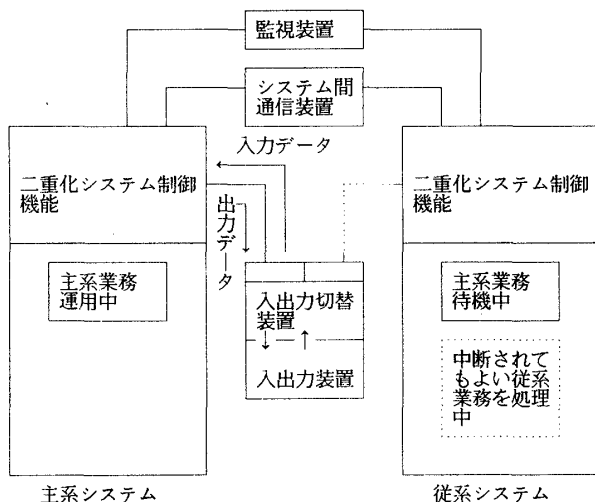 監視装置
システム間
通信装置
入力データ
二重化システム制御
機能
出力データ
二重化システム制御
機能
主系業務
運用中
入出力切替
装置
入出力装置
主系業務
待機中
中断されて
もよい従系
業務を処理
中
主系システム
従系システム